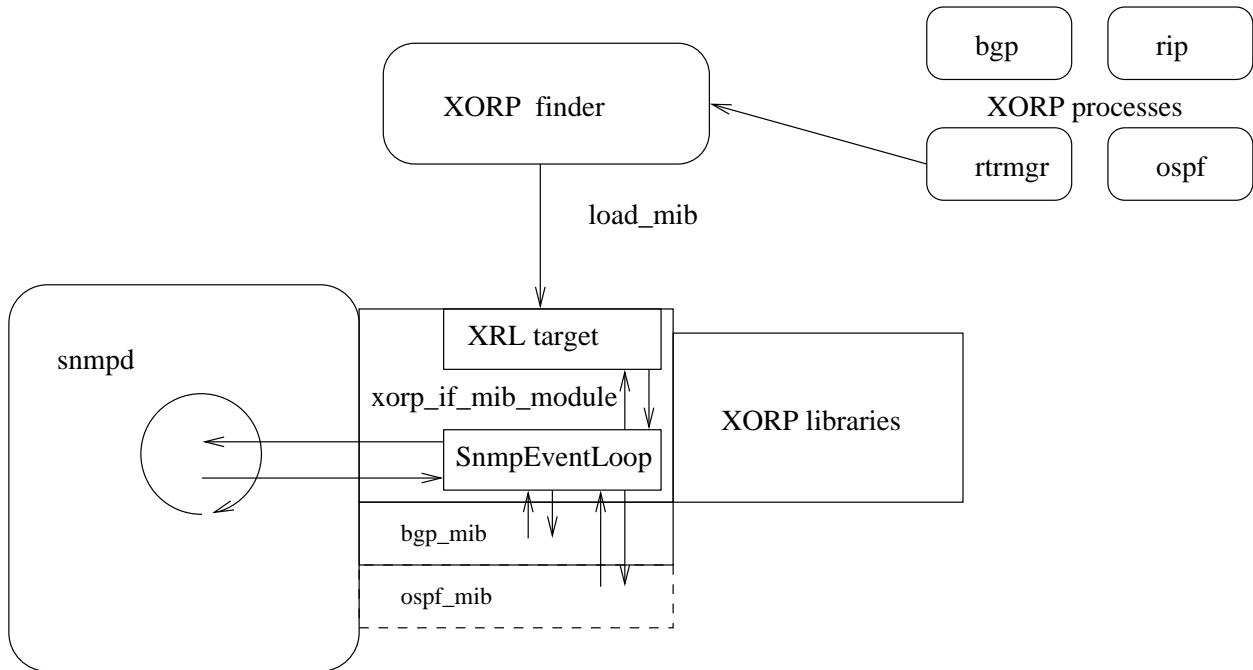 bgp
rip
XORP finder
XORP processes
rtrmgr
ospf
load_mib
XRL target
snmpd
xorp_if_mib_module
XORP libraries
SnmpEventLoop
bgp_mib
ospf_mib